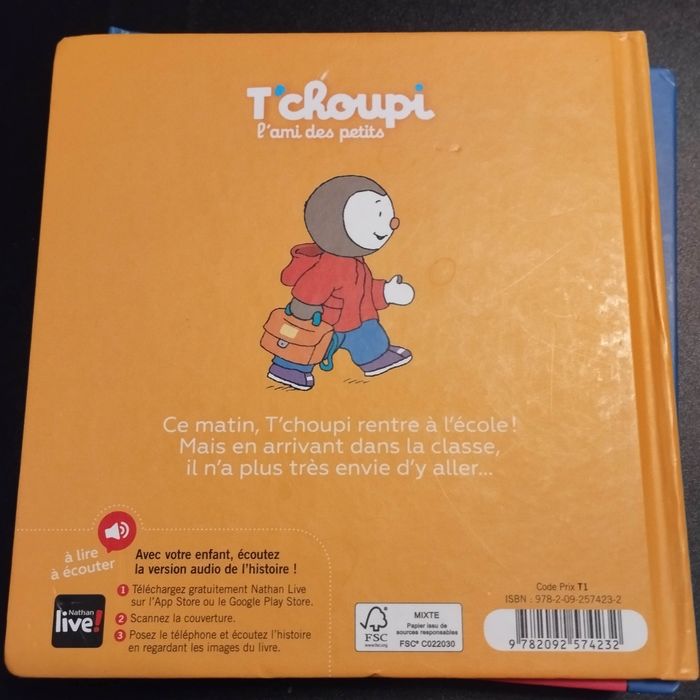 T'choupi
l'ami des petits
Ce matin, T'choupi rentre à l'école !
Mais en arrivant dans la classe,
il n'a plus très envie d'y aller...
à lire
à écouter
Avec votre enfant, écoutez
la version audio de l'histoire !
1 Téléchargez gratuitement Nathan Live
sur l'App Store ou le Google Play Store.
2 Scannez la couverture.
3 Posez le téléphone et écoutez l'histoire
en regardant les images du livre.
Nathan
live!
FSC
www.fsc.org
MIXTE
Papier issu de
sources responsables
FSC® C022030
Code Prix T1
ISBN : 978-2-09-257423-2
9 782092 574232